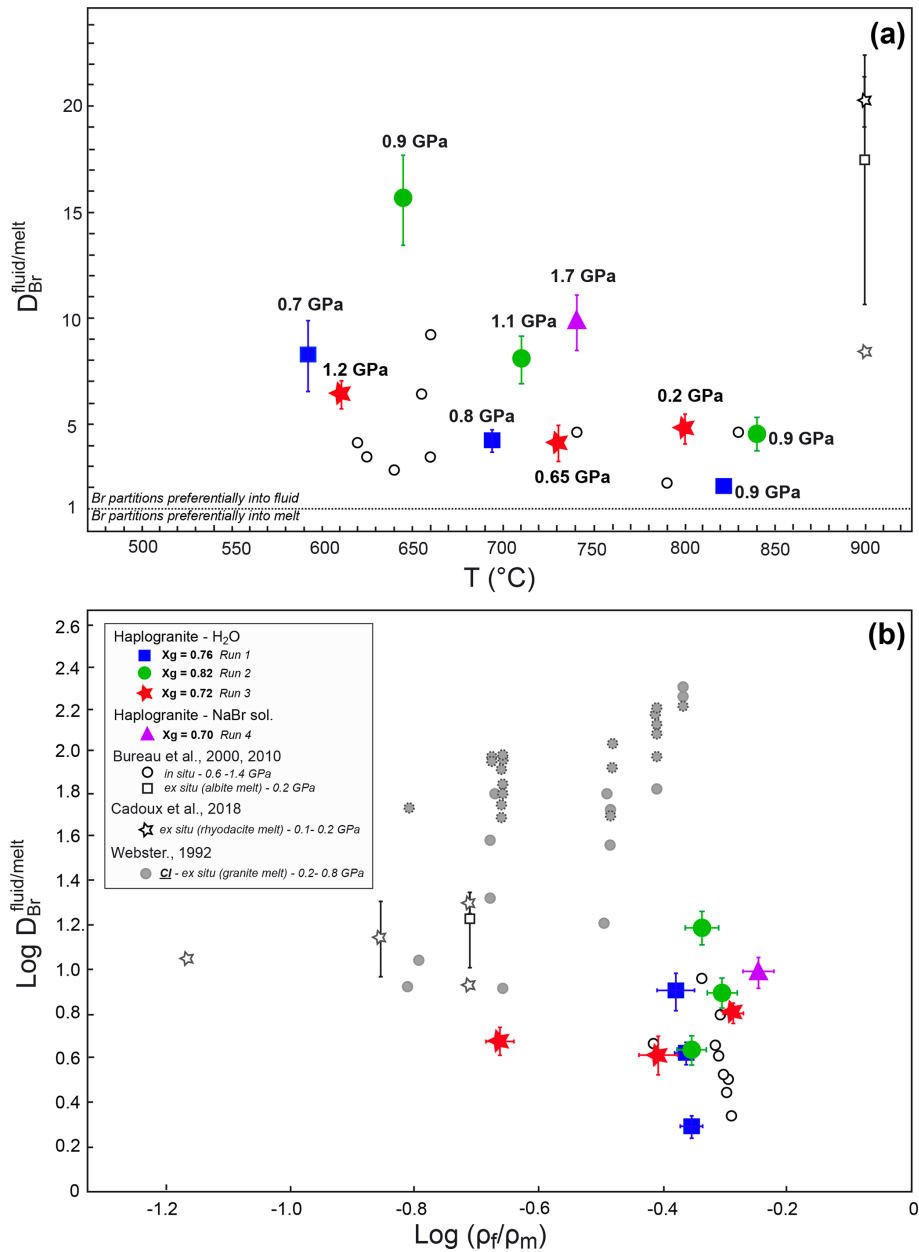 (a)
20
15
10
5
1
D_Br^fluid/melt
0.9 GPa
1.7 GPa
0.7 GPa
1.1 GPa
1.2 GPa
0.2 GPa
0.8 GPa
0.65 GPa
0.9 GPa
0.9 GPa
Br partitions preferentially into fluid
Br partitions preferentially into melt
500 550 600 650 700 750 800 850 900
T (°C)
(b)
2.6
2.4
2.2
2.0
1.8
1.6
1.4
1.2
1.0
0.8
0.6
0.4
0.2
0
Log D_Br^fluid/melt
Haplogranite - H₂O
Xg = 0.76 Run 1
Xg = 0.82 Run 2
Xg = 0.72 Run 3
Haplogranite - NaBr sol.
Xg = 0.70 Run 4
Bureau et al., 2000, 2010
in situ - 0.6 -1.4 GPa
ex situ (albite melt) - 0.2 GPa
Cadoux et al., 2018
ex situ (rhyodacite melt) - 0.1- 0.2 GPa
Webster., 1992
Cl - ex situ (granite melt) - 0.2- 0.8 GPa
-1.2 -1.0 -0.8 -0.6 -0.4 -0.2 0
Log (ρf/ρm)